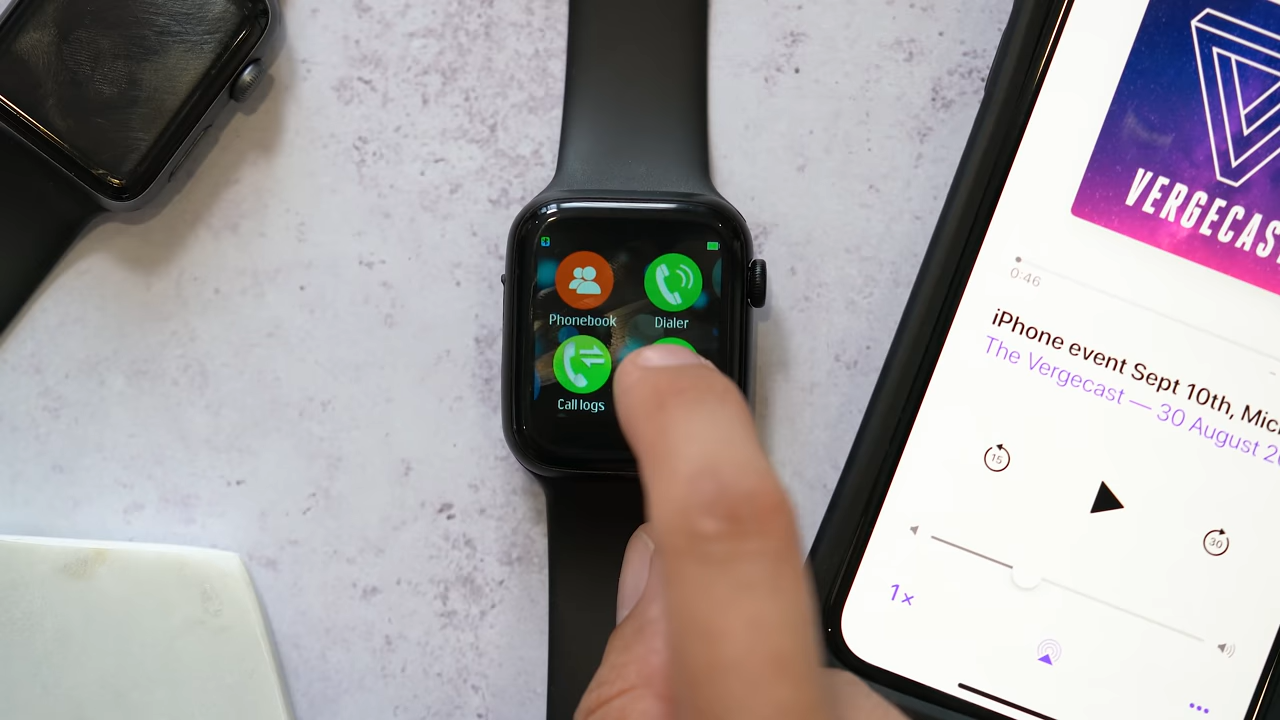 Phonebook
Dialer
Call logs
VERGECAS
0:46
iPhone event Sept 10th, Mic
The Vergecast — 30 August 2
15
30
1×